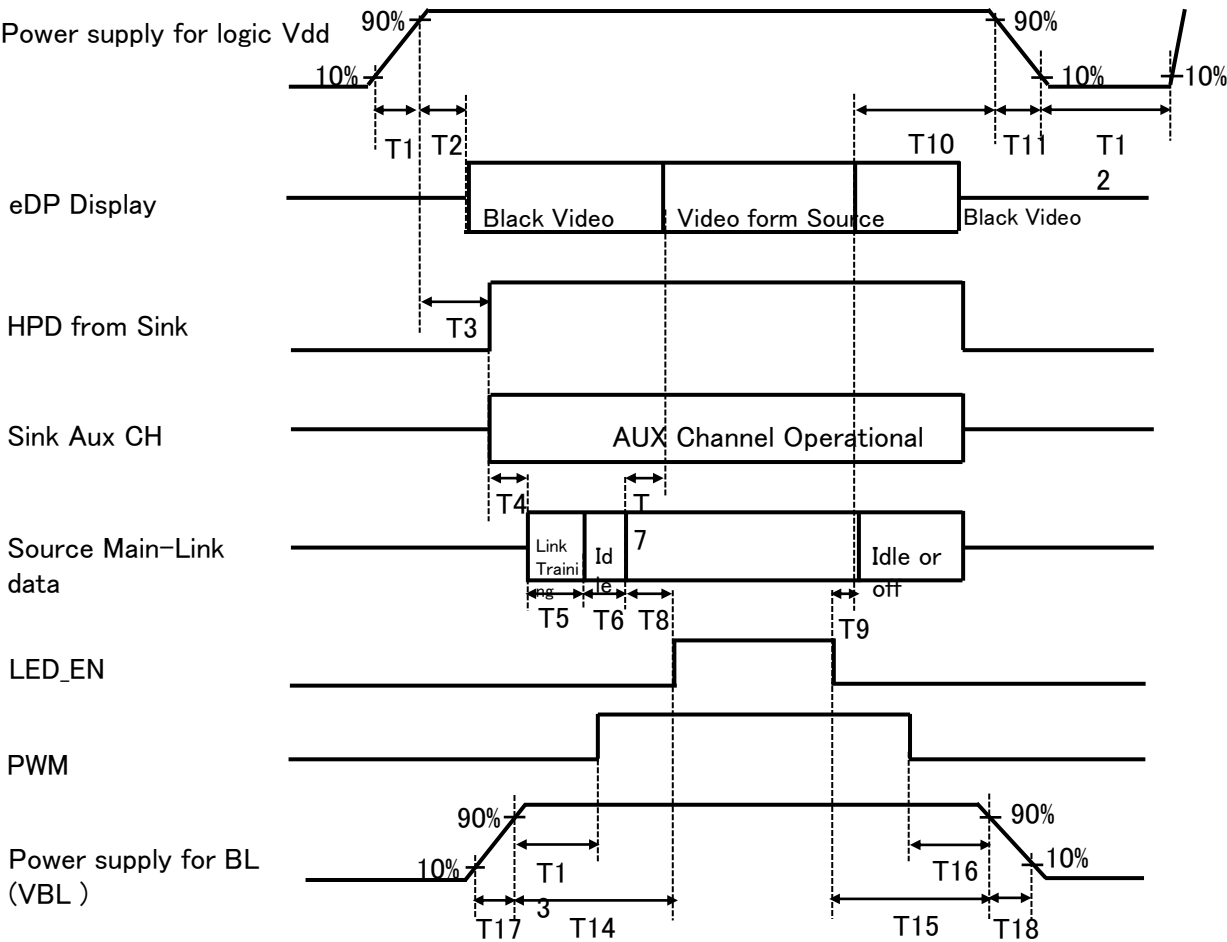 Power supply for logic Vdd
90%
10%
90%
10%
10%
T1
T2
T10
T11
T1
2
eDP Display
Black Video
Video form Source
Black Video
HPD from Sink
T3
Sink Aux CH
AUX Channel Operational
T4
T
7
Source Main-Link
data
Link
Traini
ng
Id
le
Idle or
off
T5
T6
T8
T9
LED_EN
PWM
Power supply for BL
(VBL )
90%
10%
90%
10%
T1
3
T16
T17
T14
T15
T18